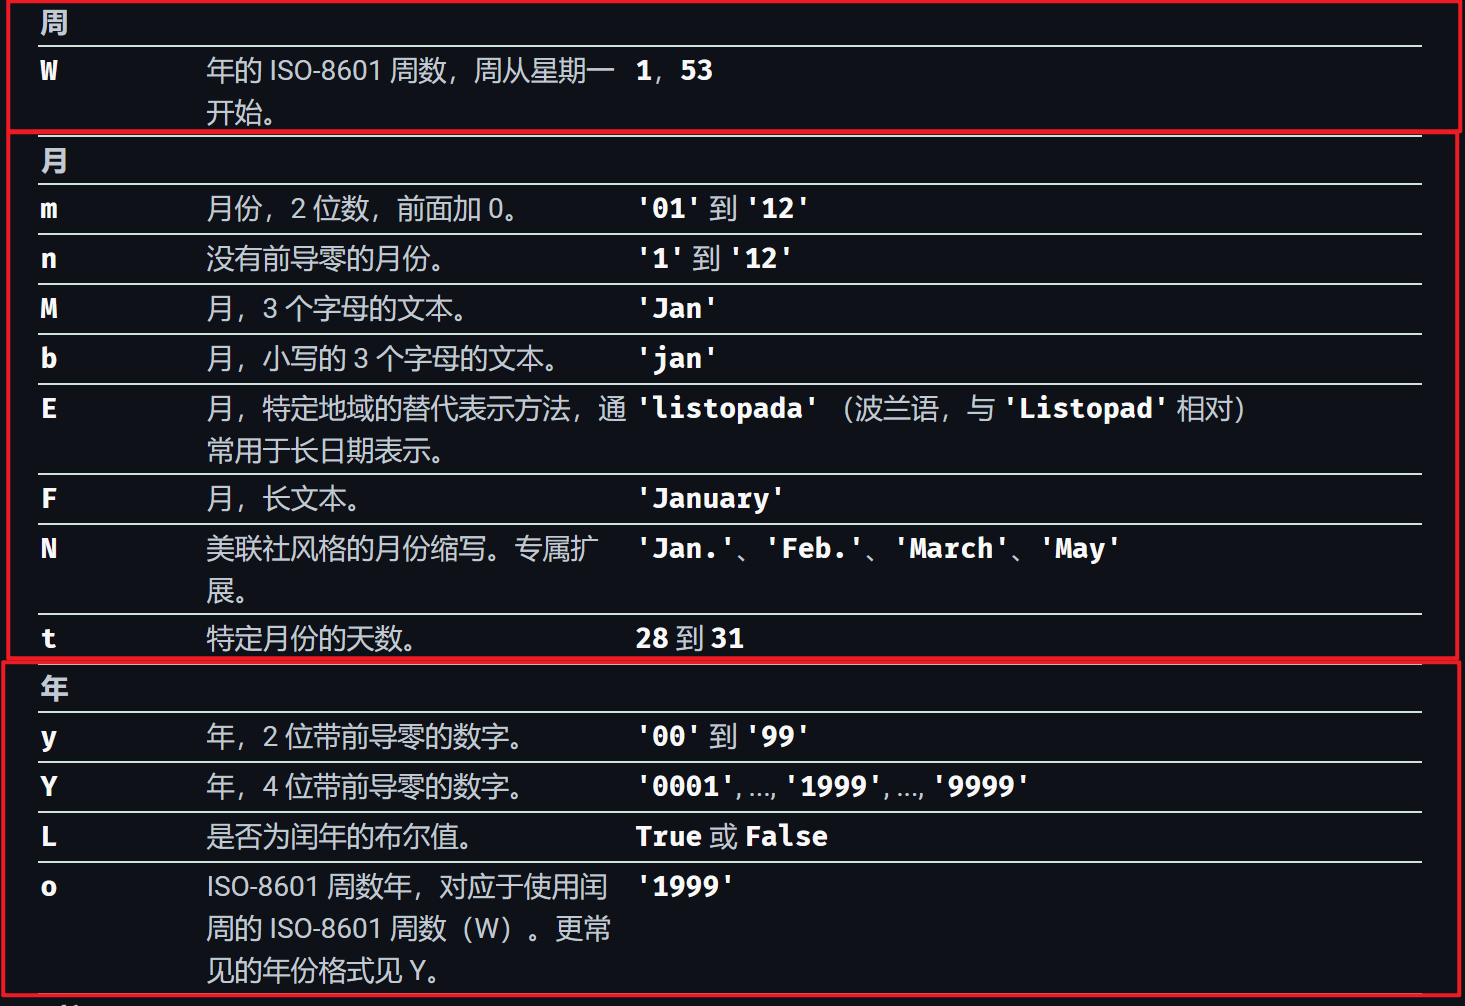 周
W 年的 ISO-8601 周数，周从星期一 1，53
开始。
月
m 月份，2 位数，前面加 0。 '01' 到 '12'
n 没有前导零的月份。 '1' 到 '12'
M 月，3 个字母的文本。 'Jan'
b 月，小写的 3 个字母的文本。 'jan'
E 月，特定地域的替代表示方法，通 'listopada' （波兰语，与 'Listopad' 相对）
常用于长日期表示。
F 月，长文本。 'January'
N 美联社风格的月份缩写。专属扩 'Jan.'、'Feb.'、'March'、'May'
展。
t 特定月份的天数。 28 到 31
年
y 年，2 位带前导零的数字。 '00' 到 '99'
Y 年，4 位带前导零的数字。 '0001', ..., '1999', ..., '9999'
L 是否为闰年的布尔值。 True 或 False
o ISO-8601 周数年，对应于使用闰 '1999'
周的 ISO-8601 周数（W）。更常
见的年份格式见 Y。